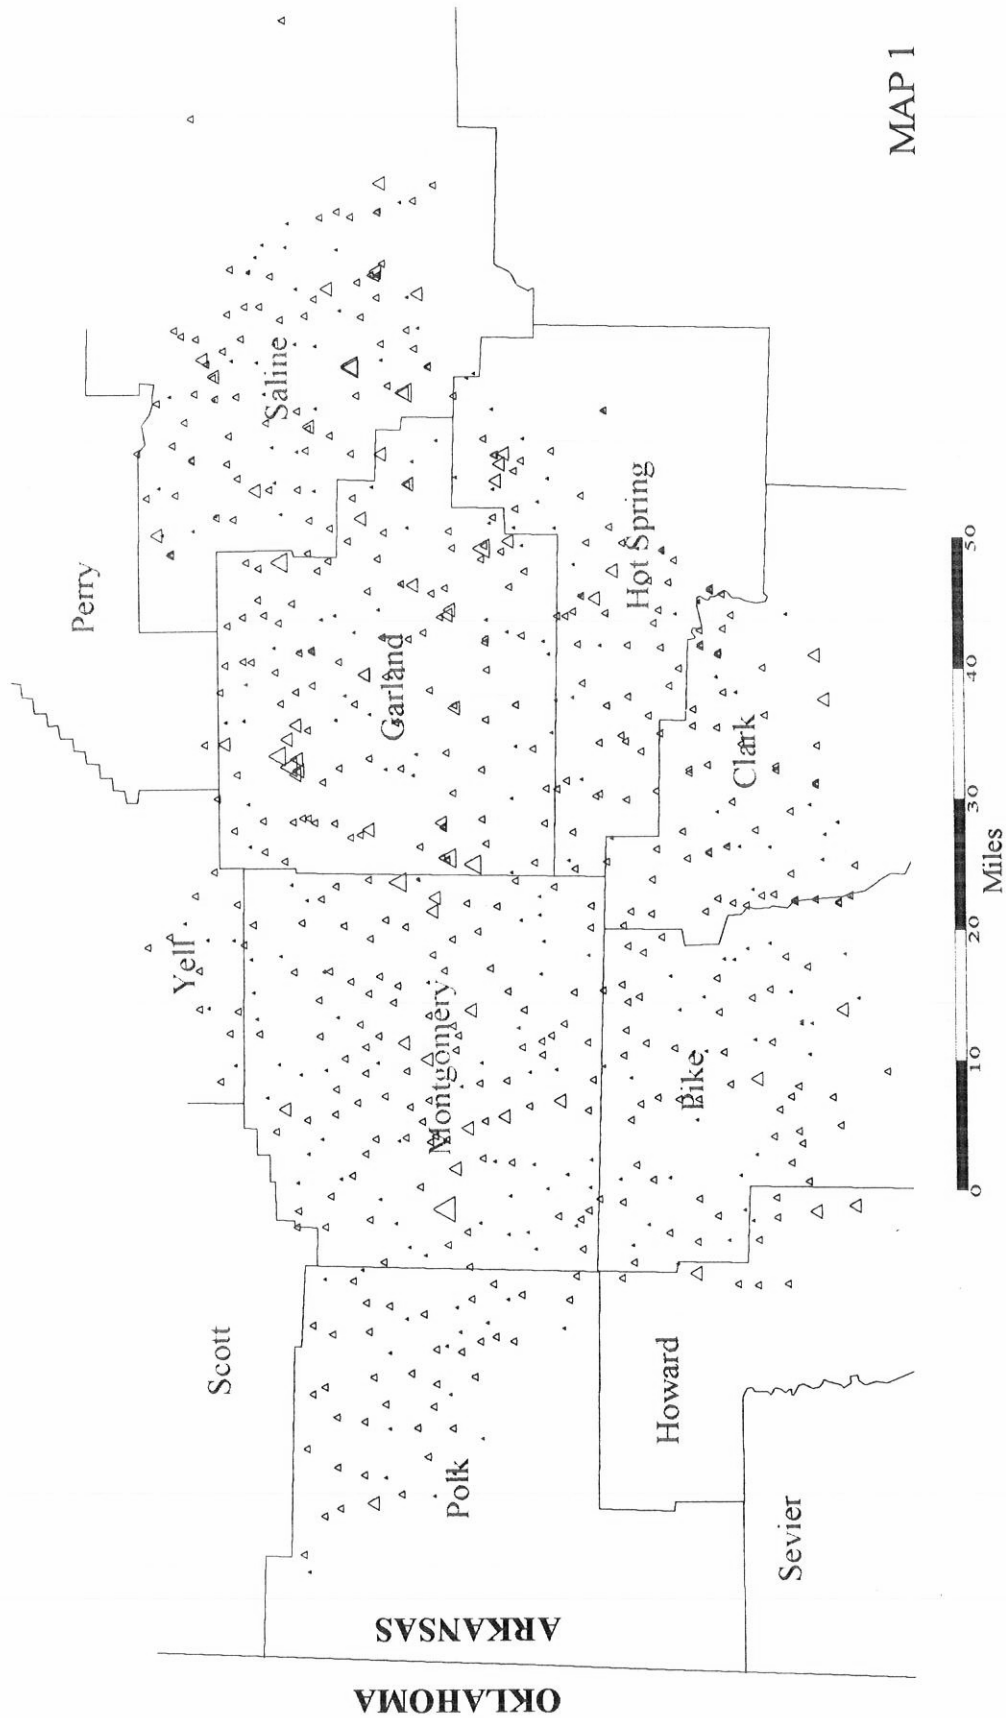 MAP 1
Perry
Saline
Yell
Garland
Hot Spring
Scott
Montgomery
Clark
Pike
Polk
Howard
Sevier
ARKANSAS
OKLAHOMA
0 10 20 30 40 50
Miles